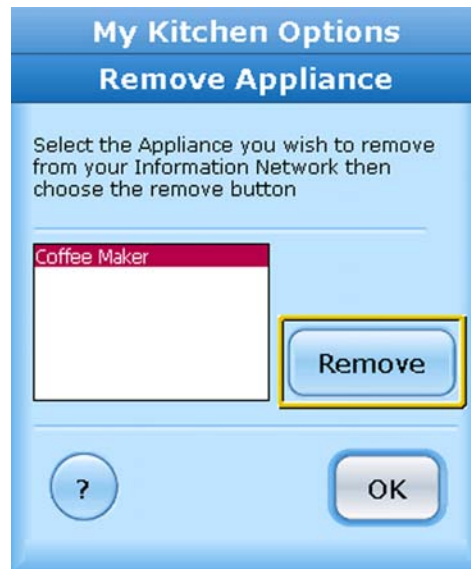 My Kitchen Options
Remove Appliance
Select the Appliance you wish to remove
from your Information Network then
choose the remove button
Coffee Maker
Remove
?
OK